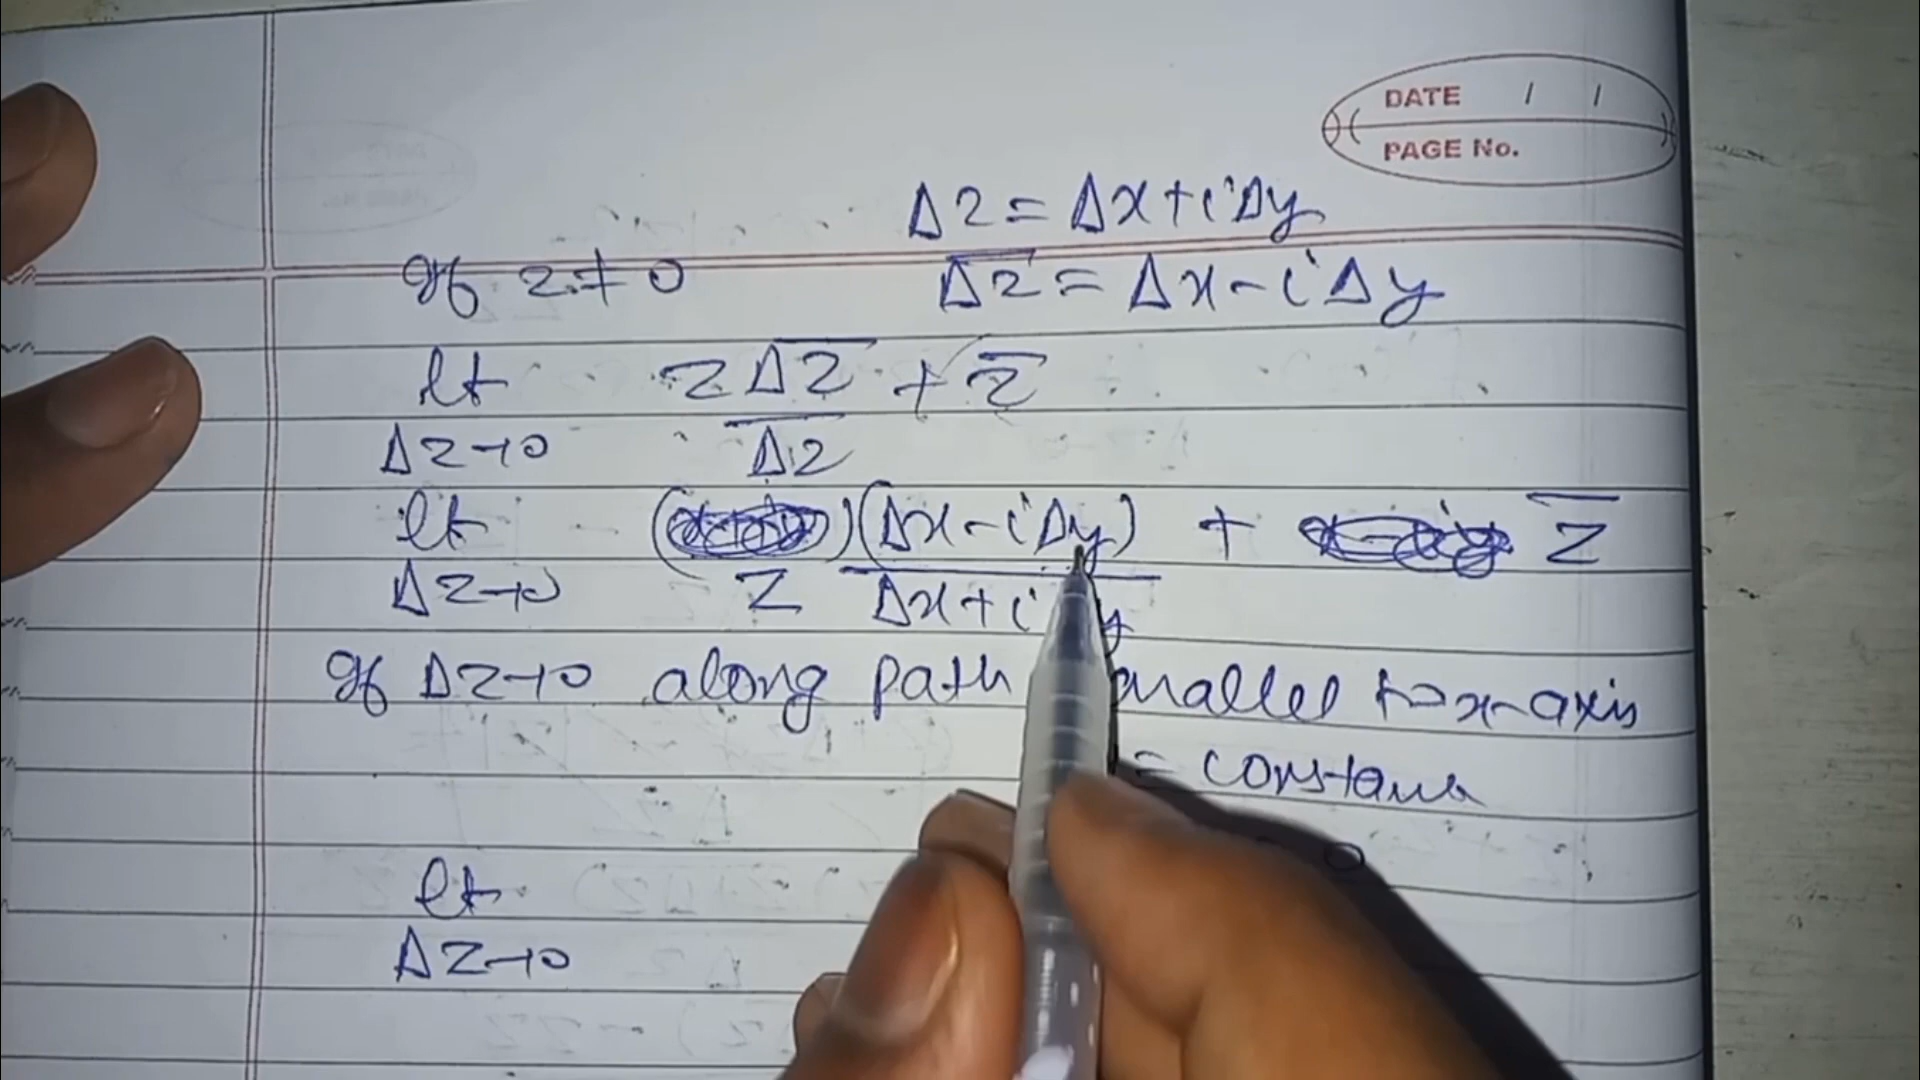 DATE / /
PAGE No.
Δz = Δx + iΔy
If z ≠ 0
Δz̅ = Δx - iΔy
lt z Δz̅ + z̅
Δz→0 Δz
lt (Δx - iΔy) + z̅
Δz→0 z Δx + i y
If Δz→0 along path parallel to x-axis
= constant
0
lt
Δz→0